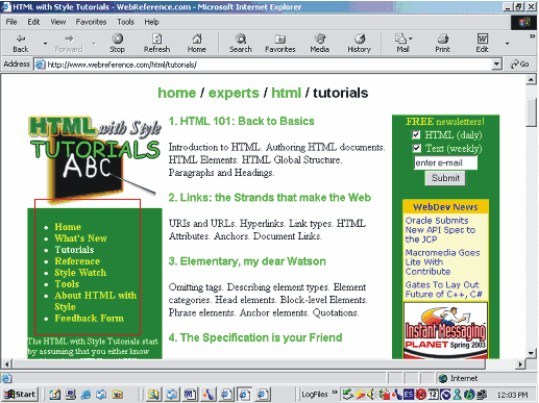 HTML with Style Tutorials - WebReference.com - Microsoft Internet Explorer
File Edit View Favorites Tools Help
Back Forward Stop Refresh Home Search Favorites Media History Mail Print Edit
Address http://www.webreference.com/html/tutorials/ Go
home / experts / html / tutorials
HTML with Style
TUTORIALS
ABC
Home
What's New
Tutorials
Reference
Style Watch
Tools
About HTML with
Style
Feedback Form
The HTML with Style Tutorials start
by assuming that you either know
1. HTML 101: Back to Basics
Introduction to HTML. Authoring HTML documents.
HTML Elements. HTML Global Structure.
Paragraphs and Headings.
2. Links: the Strands that make the Web
URIs and URLs. Hyperlinks. Link types. HTML
Attributes. Anchors. Document Links.
3. Elementary, my dear Watson
Omitting tags. Describing element types. Element
categories. Head elements. Block-level Elements.
Phrase elements. Anchor elements. Quotations.
4. The Specification is your Friend
FREE newsletters!
HTML (daily)
Text (weekly)
enter e-mail
Submit
WebDev News
Oracle Submits
New API Spec to
the JCP
Macromedia Goes
Lite With
Contribute
Gates To Lay Out
Future of C++, C#
Instant Messaging
PLANET Spring 2003
Internet
Start
LogFiles
12:03 PM